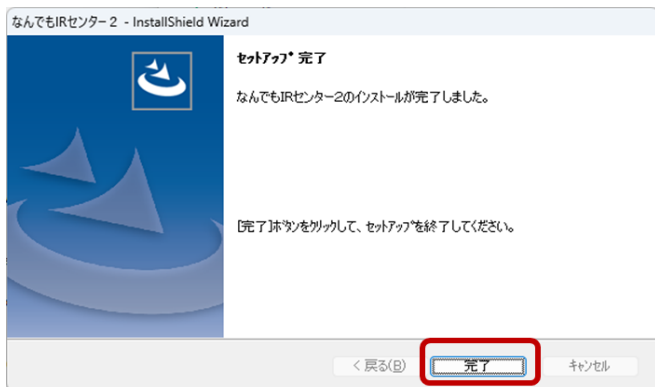 なんでもIRセンター２ - InstallShield Wizard
ｾｯﾄｱｯﾌﾟ完了
なんでもIRセンター2のｲﾝｽﾄｰﾙが完了しました。
[完了]ﾎﾞﾀﾝをｸﾘｯｸして、ｾｯﾄｱｯﾌﾟを終了してください。
< 戻る(B)
完了
ｷｬﾝｾﾙ